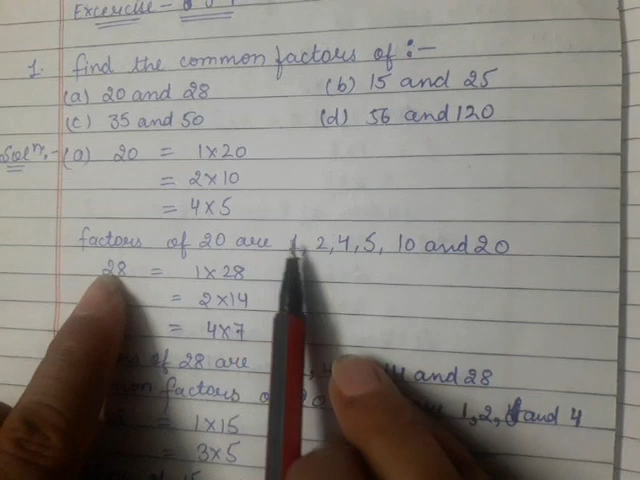 Excercise -
1. find the common factors of :-
(a) 20 and 28 (b) 15 and 25
(c) 35 and 50 (d) 56 and 120
Solⁿ.- (a) 20 = 1×20
= 2×10
= 4×5
factors of 20 are 1, 2, 4, 5, 10 and 20
28 = 1×28
= 2×14
= 4×7
of 28 are and 28
factors 1, 2, and 4
= 1×15
= 3×5